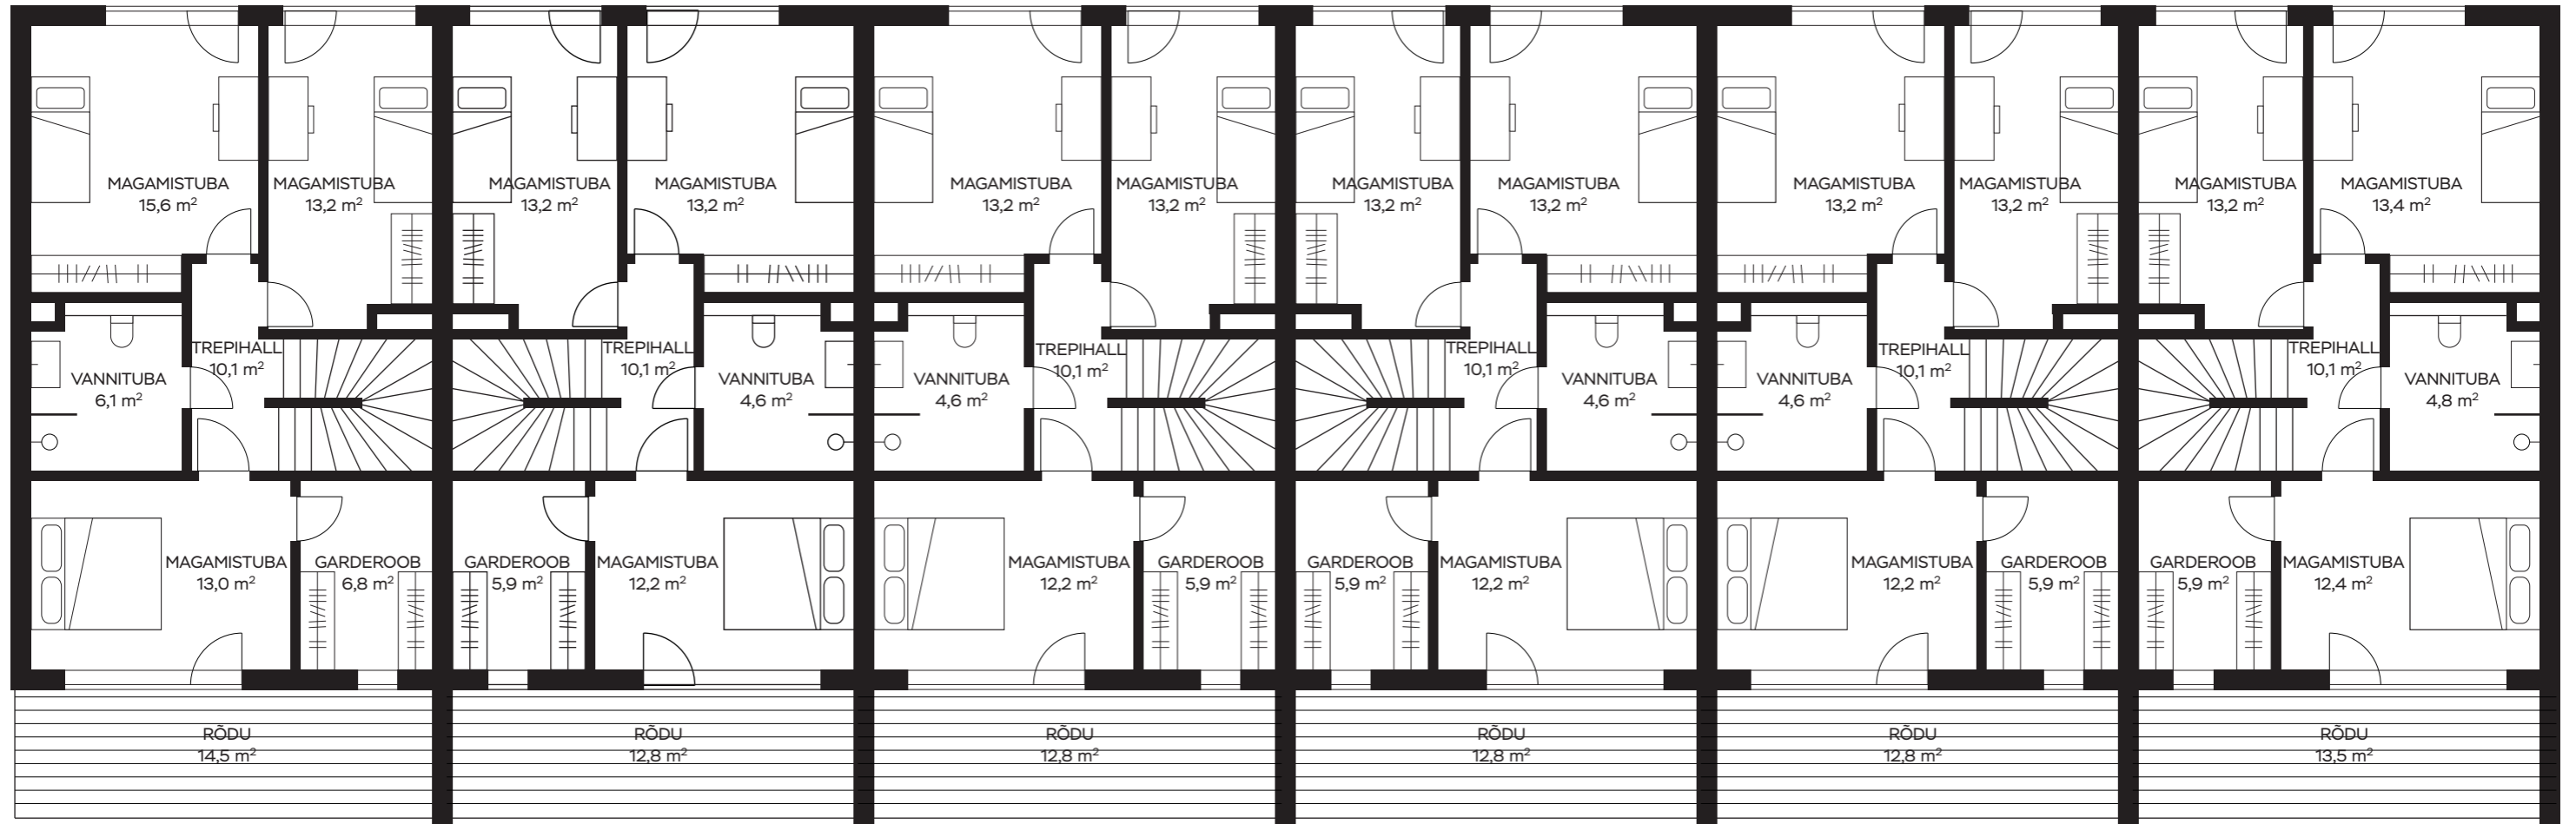 MAGAMISTUBA
15,6 m²
MAGAMISTUBA
13,2 m²
MAGAMISTUBA
13,2 m²
MAGAMISTUBA
13,2 m²
MAGAMISTUBA
13,2 m²
MAGAMISTUBA
13,2 m²
MAGAMISTUBA
13,2 m²
MAGAMISTUBA
13,2 m²
MAGAMISTUBA
13,2 m²
MAGAMISTUBA
13,2 m²
MAGAMISTUBA
13,2 m²
MAGAMISTUBA
13,4 m²
VANNITUBA
6,1 m²
TREPIHALL
10,1 m²
TREPIHALL
10,1 m²
VANNITUBA
4,6 m²
VANNITUBA
4,6 m²
TREPIHALL
10,1 m²
TREPIHALL
10,1 m²
VANNITUBA
4,6 m²
VANNITUBA
4,6 m²
TREPIHALL
10,1 m²
TREPIHALL
10,1 m²
VANNITUBA
4,8 m²
MAGAMISTUBA
13,0 m²
GARDEROOB
6,8 m²
GARDEROOB
5,9 m²
MAGAMISTUBA
12,2 m²
MAGAMISTUBA
12,2 m²
GARDEROOB
5,9 m²
GARDEROOB
5,9 m²
MAGAMISTUBA
12,2 m²
MAGAMISTUBA
12,2 m²
GARDEROOB
5,9 m²
GARDEROOB
5,9 m²
MAGAMISTUBA
12,4 m²
RÕDU
14,5 m²
RÕDU
12,8 m²
RÕDU
12,8 m²
RÕDU
12,8 m²
RÕDU
12,8 m²
RÕDU
13,5 m²